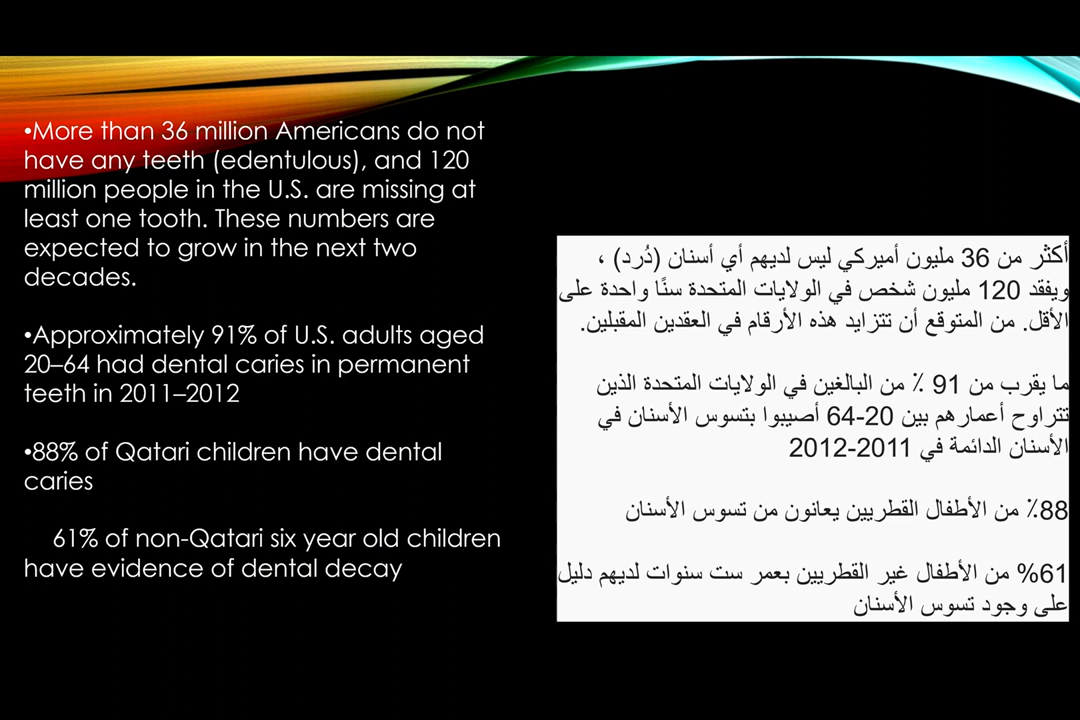 •More than 36 million Americans do not
have any teeth (edentulous), and 120
million people in the U.S. are missing at
least one tooth. These numbers are
expected to grow in the next two
decades.
•Approximately 91% of U.S. adults aged
20–64 had dental caries in permanent
teeth in 2011–2012
•88% of Qatari children have dental
caries
61% of non-Qatari six year old children
have evidence of dental decay
أكثر من 36 مليون أميركي ليس لديهم أي أسنان (دُرد) ،
ويفقد 120 مليون شخص في الولايات المتحدة سنًا واحدة على
الأقل. من المتوقع أن تتزايد هذه الأرقام في العقدين المقبلين.
ما يقرب من 91 ٪ من البالغين في الولايات المتحدة الذين
تتراوح أعمارهم بين 20-64 أصيبوا بتسوس الأسنان في
الأسنان الدائمة في 2011-2012
88٪ من الأطفال القطريين يعانون من تسوس الأسنان
61% من الأطفال غير القطريين بعمر ست سنوات لديهم دليل
على وجود تسوس الأسنان